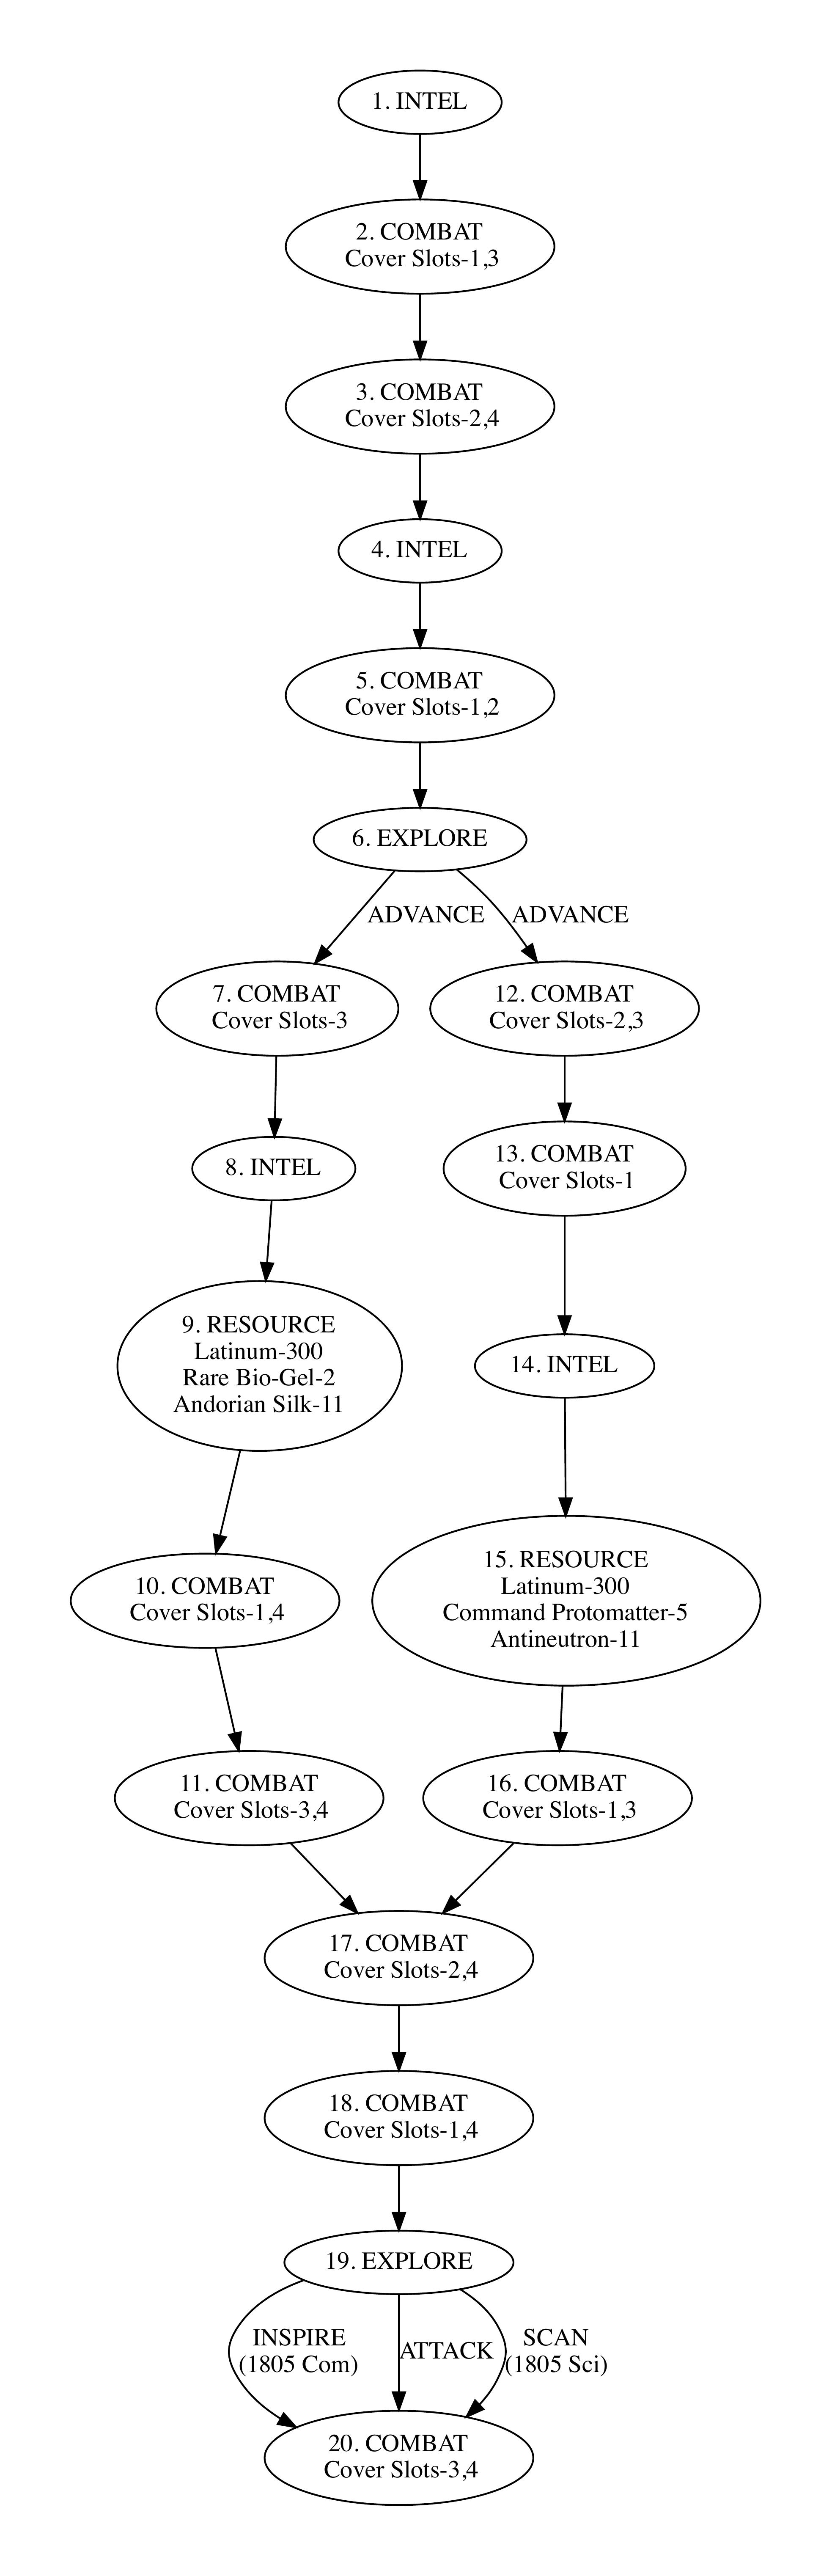 1. INTEL
2. COMBAT
Cover Slots-1,3
3. COMBAT
Cover Slots-2,4
4. INTEL
5. COMBAT
Cover Slots-1,2
6. EXPLORE
ADVANCE
ADVANCE
7. COMBAT
Cover Slots-3
12. COMBAT
Cover Slots-2,3
8. INTEL
13. COMBAT
Cover Slots-1
9. RESOURCE
Latinum-300
Rare Bio-Gel-2
Andorian Silk-11
14. INTEL
10. COMBAT
Cover Slots-1,4
15. RESOURCE
Latinum-300
Command Protomatter-5
Antineutron-11
11. COMBAT
Cover Slots-3,4
16. COMBAT
Cover Slots-1,3
17. COMBAT
Cover Slots-2,4
18. COMBAT
Cover Slots-1,4
19. EXPLORE
INSPIRE
(1805 Com)
ATTACK
SCAN
(1805 Sci)
20. COMBAT
Cover Slots-3,4